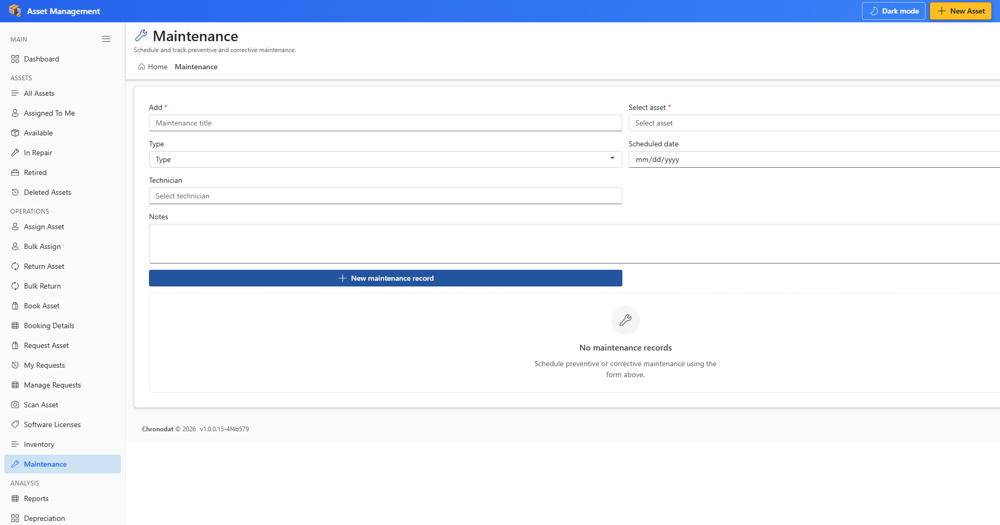 Asset Management
Dark mode
New Asset
MAIN
Dashboard
ASSETS
All Assets
Assigned To Me
Available
In Repair
Retired
Deleted Assets
OPERATIONS
Assign Asset
Bulk Assign
Return Asset
Bulk Return
Book Asset
Booking Details
Request Asset
My Requests
Manage Requests
Scan Asset
Software Licenses
Inventory
Maintenance
ANALYSIS
Reports
Depreciation
Maintenance
Schedule and track preventive and corrective maintenance.
Home Maintenance
Add *
Maintenance title
Select asset *
Select asset
Type
Type
Scheduled date
mm/dd/yyyy
Technician
Select technician
Notes
New maintenance record
No maintenance records
Schedule preventive or corrective maintenance using the
form above.
Chronodat © 2026 v1.0.0.15-4f4b579